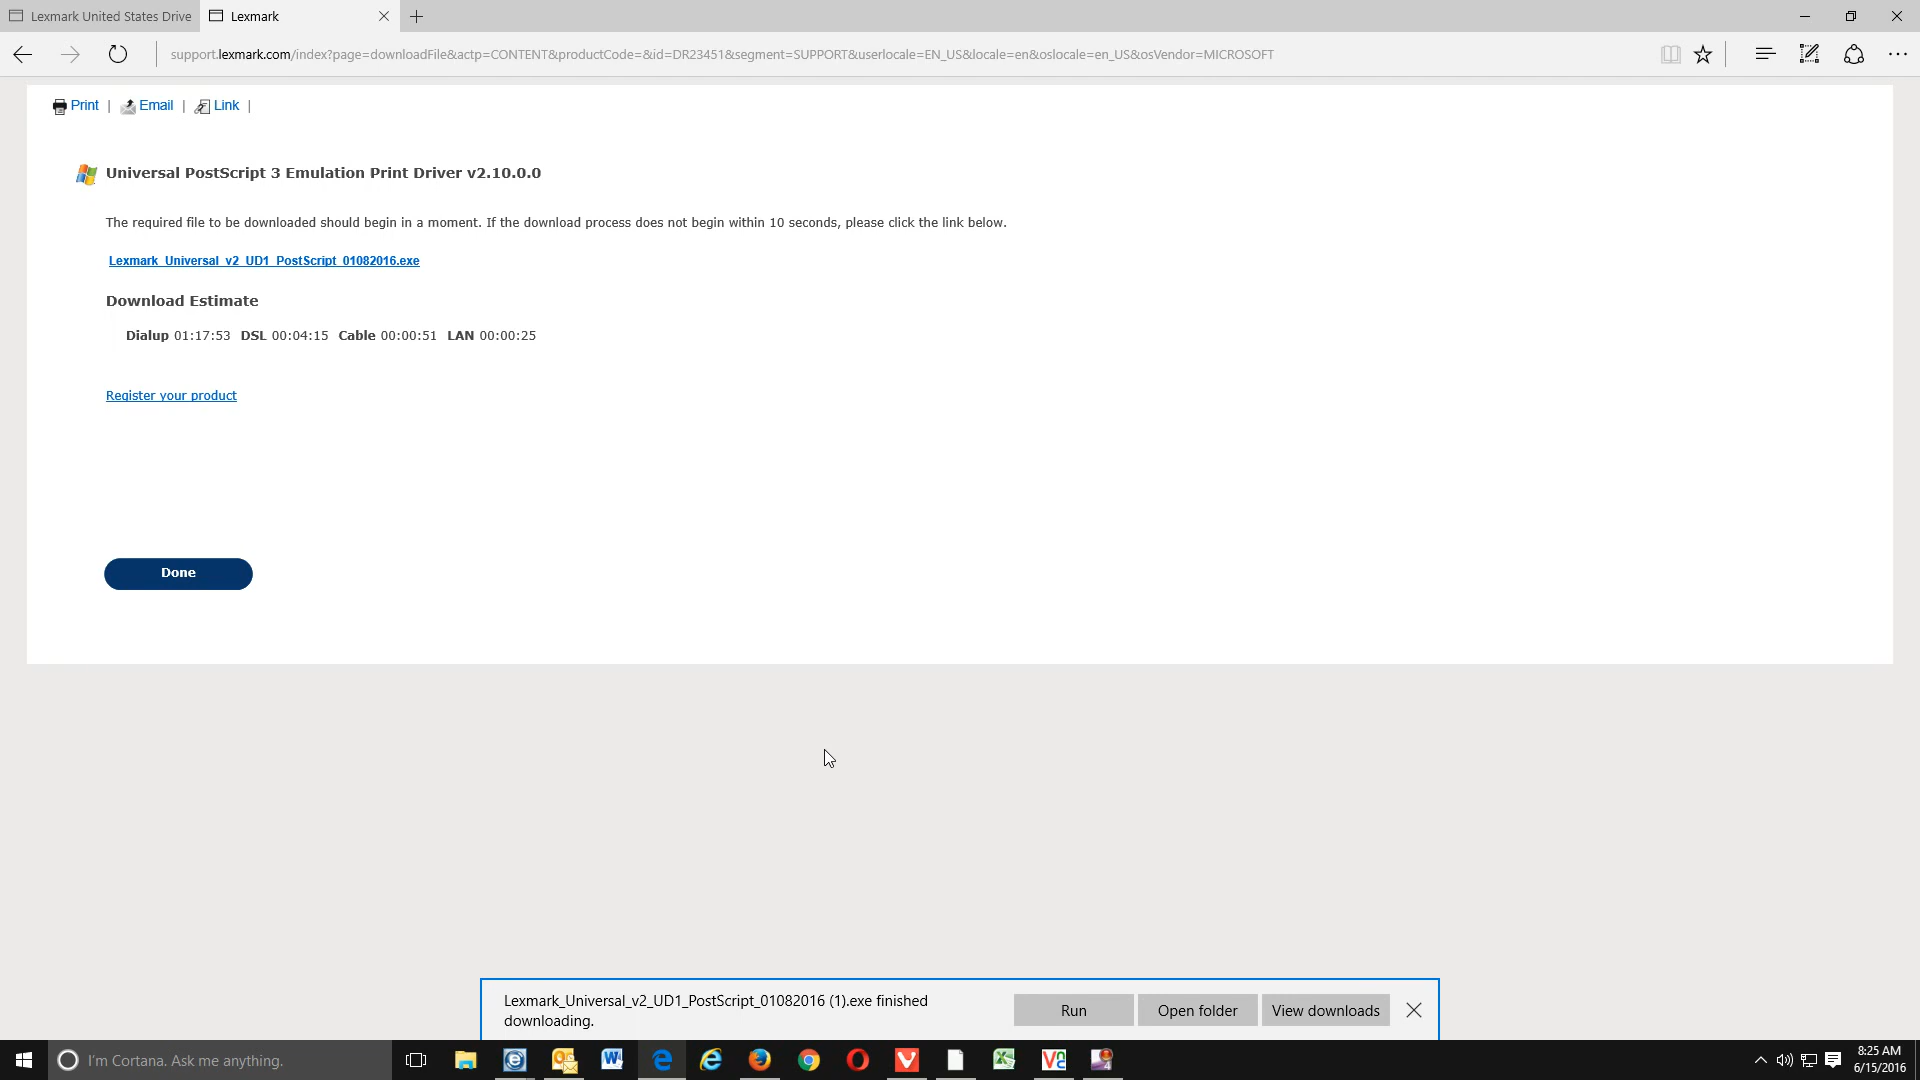 Lexmark United States Drive
Lexmark
support.lexmark.com/index?page=downloadFile&actp=CONTENT&productCode=&id=DR23451&segment=SUPPORT&userlocale=EN_US&locale=en&oslocale=en_US&osVendor=MICROSOFT
Print | Email | Link |
Universal PostScript 3 Emulation Print Driver v2.10.0.0
The required file to be downloaded should begin in a moment. If the download process does not begin within 10 seconds, please click the link below.
Lexmark_Universal_v2_UD1_PostScript_01082016.exe
Download Estimate
Dialup 01:17:53 DSL 00:04:15 Cable 00:00:51 LAN 00:00:25
Register your product
Done
Lexmark_Universal_v2_UD1_PostScript_01082016 (1).exe finished
downloading.
Run
Open folder
View downloads
I'm Cortana. Ask me anything.
8:25 AM
6/15/2016